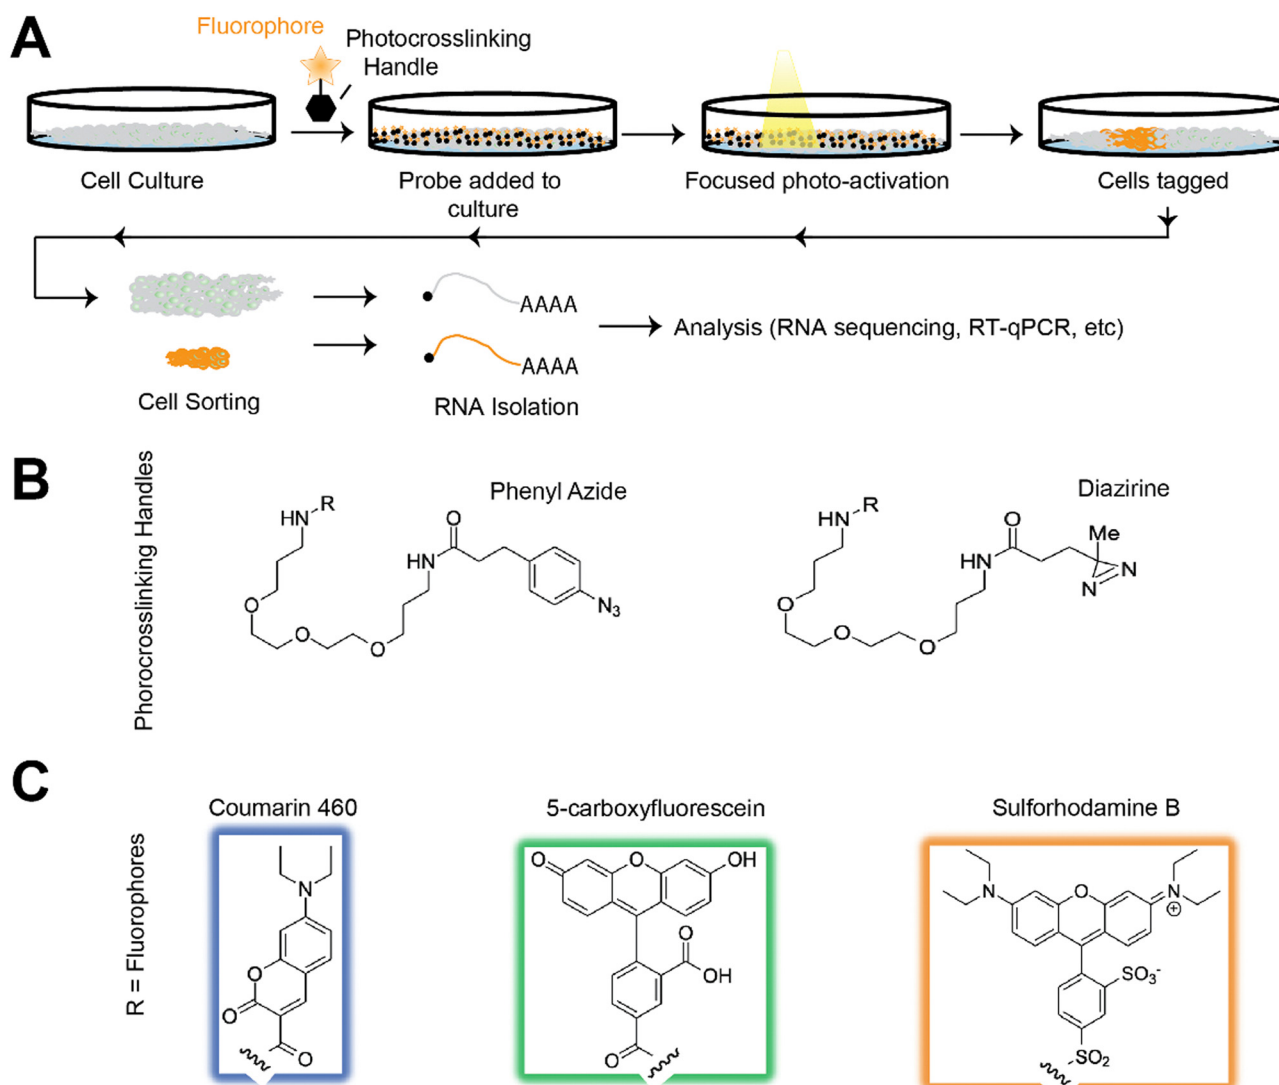 A
Fluorophore
Photocrosslinking
Handle
Cell Culture
Probe added to
culture
Focused photo-activation
Cells tagged
AAAA
AAAA
Analysis (RNA sequencing, RT-qPCR, etc)
Cell Sorting
RNA Isolation
B
Phorocrosslinking Handles
Phenyl Azide
HN
R
O
HN
O
O
O
N3
Diazirine
HN
R
O
HN
Me
N
N
O
O
O
C
R = Fluorophores
Coumarin 460
N
O
O
O
5-carboxyfluorescein
O
O
OH
O
OH
O
Sulforhodamine B
N
O
N
⊕
SO3-
SO2